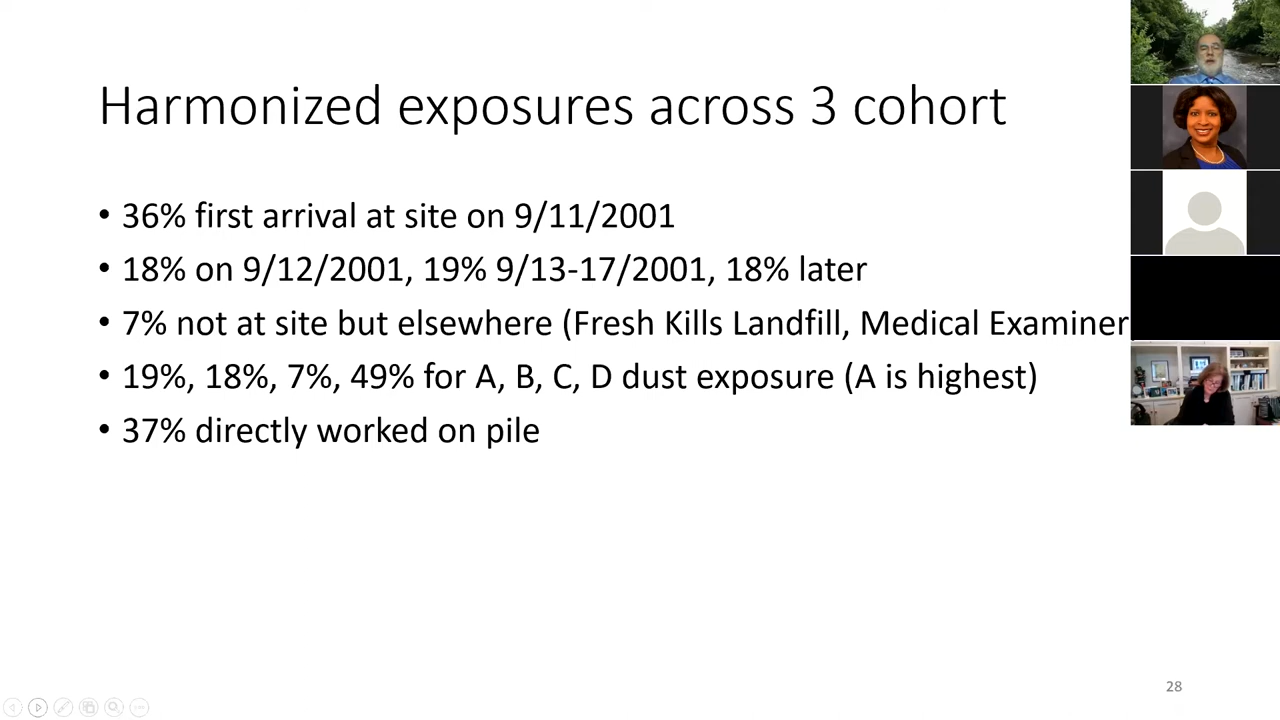 Harmonized exposures across 3 cohort
• 36% first arrival at site on 9/11/2001
• 18% on 9/12/2001, 19% 9/13-17/2001, 18% later
• 7% not at site but elsewhere (Fresh Kills Landfill, Medical Examiner
• 19%, 18%, 7%, 49% for A, B, C, D dust exposure (A is highest)
• 37% directly worked on pile
28